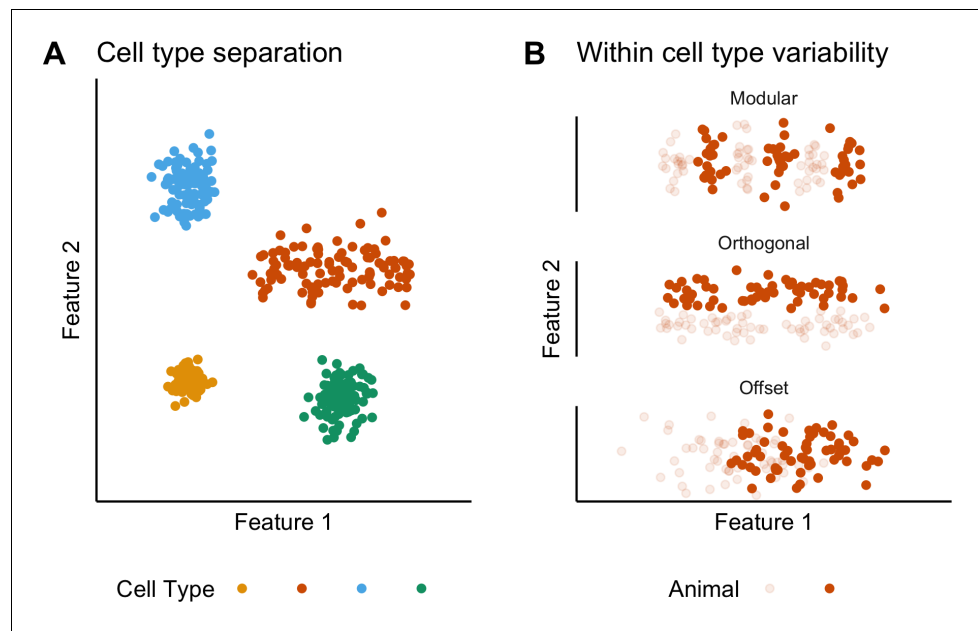 A Cell type separation
Feature 2
Feature 1
Cell Type
B Within cell type variability
Modular
Orthogonal
Offset
Feature 2
Feature 1
Animal